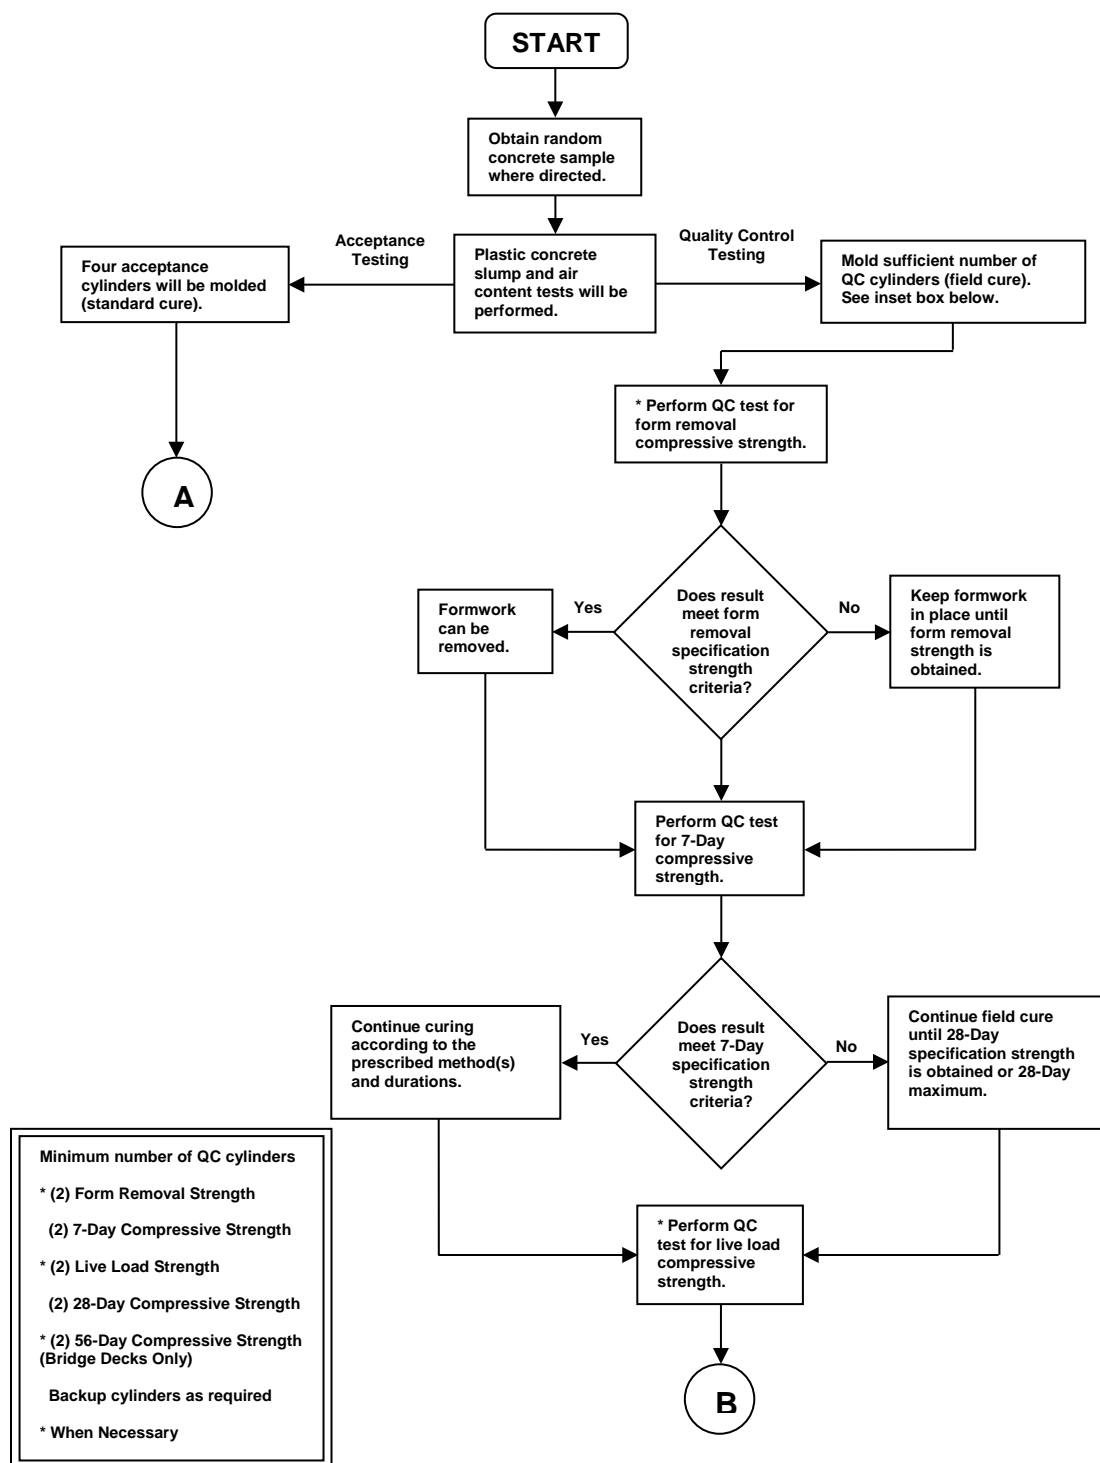 START
Obtain random
concrete sample
where directed.
Acceptance
Testing
Quality Control
Testing
Four acceptance
cylinders will be molded
(standard cure).
Plastic concrete
slump and air
content tests will be
performed.
Mold sufficient number of
QC cylinders (field cure).
See inset box below.
* Perform QC test for
form removal
compressive strength.
A
Does result
meet form
removal
specification
strength
criteria?
Yes
No
Formwork
can be
removed.
Keep formwork
in place until
form removal
strength is
obtained.
Perform QC test
for 7-Day
compressive
strength.
Does result
meet 7-Day
specification
strength
criteria?
Yes
No
Continue curing
according to the
prescribed method(s)
and durations.
Continue field cure
until 28-Day
specification strength
is obtained or 28-Day
maximum.
* Perform QC
test for live load
compressive
strength.
B
Minimum number of QC cylinders
* (2) Form Removal Strength
(2) 7-Day Compressive Strength
* (2) Live Load Strength
(2) 28-Day Compressive Strength
* (2) 56-Day Compressive Strength
(Bridge Decks Only)
Backup cylinders as required
* When Necessary